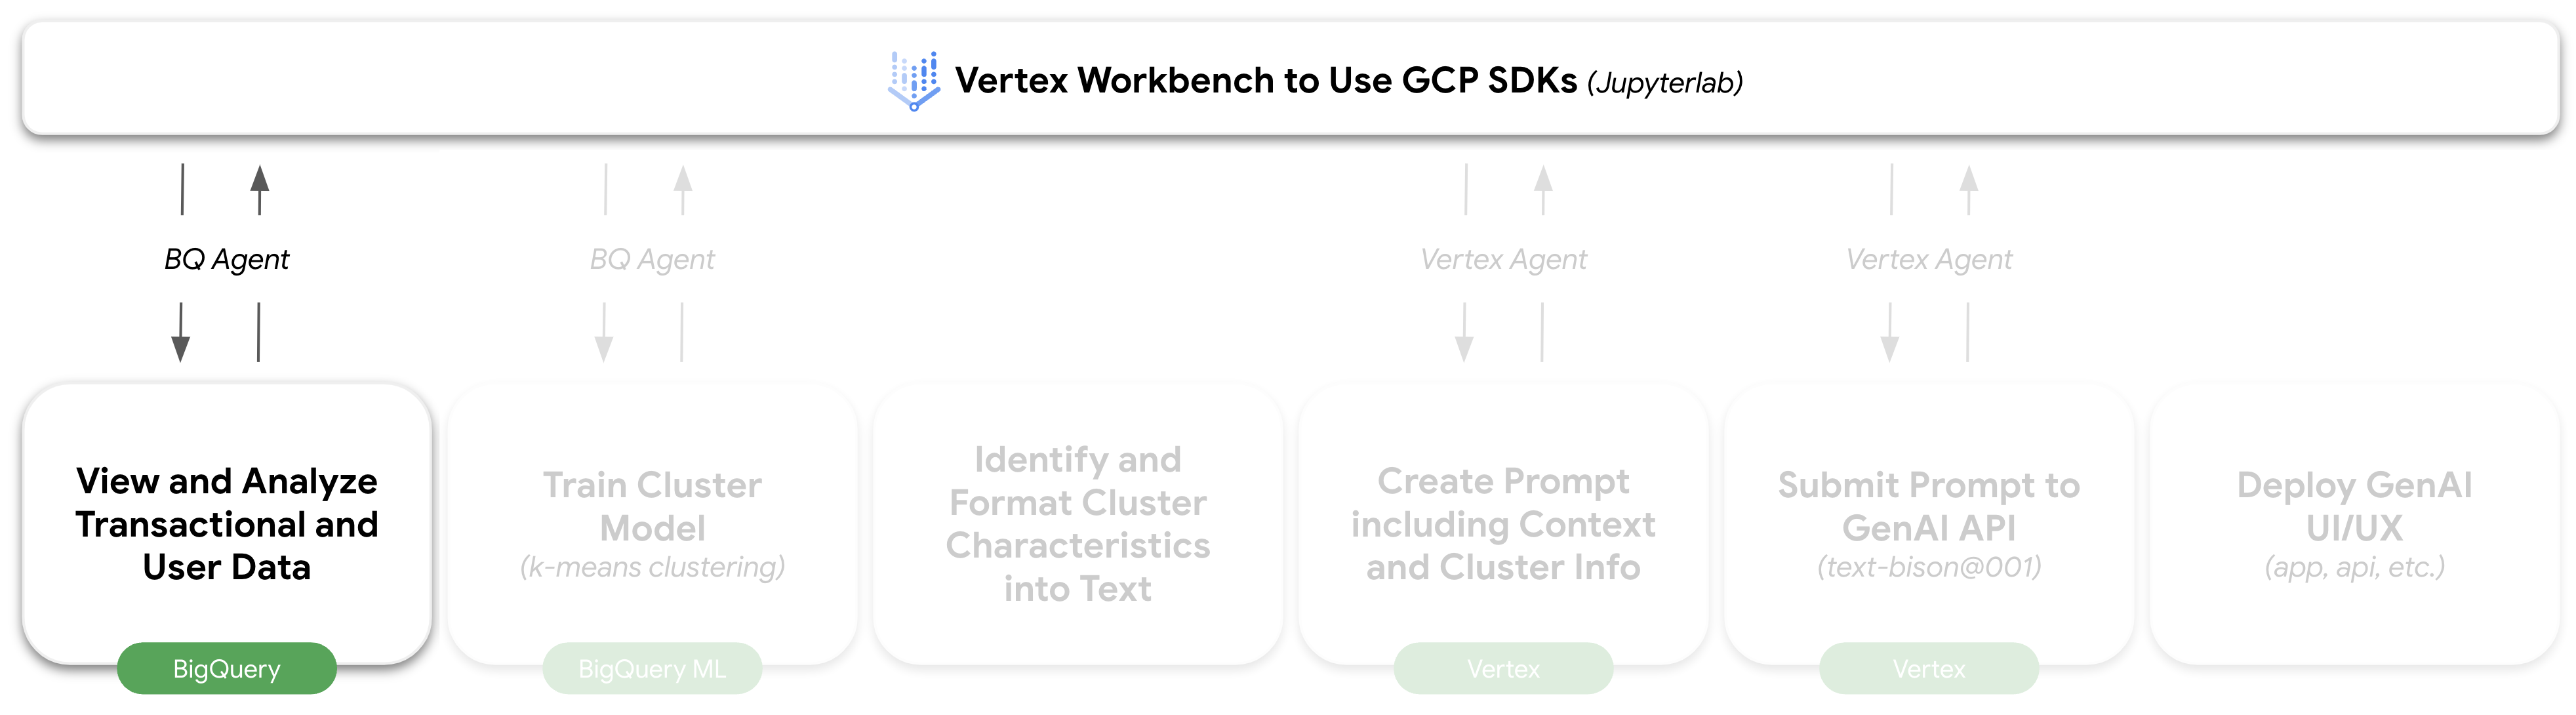 Vertex Workbench to Use GCP SDKs (Jupyterlab)
BQ Agent
BQ Agent
Vertex Agent
Vertex Agent
View and Analyze
Transactional and
User Data
BigQuery
Train Cluster
Model
(k-means clustering)
BigQuery ML
Identify and
Format Cluster
Characteristics
into Text
Create Prompt
including Context
and Cluster Info
Vertex
Submit Prompt to
GenAI API
(text-bison@001)
Vertex
Deploy GenAI
UI/UX
(app, api, etc.)